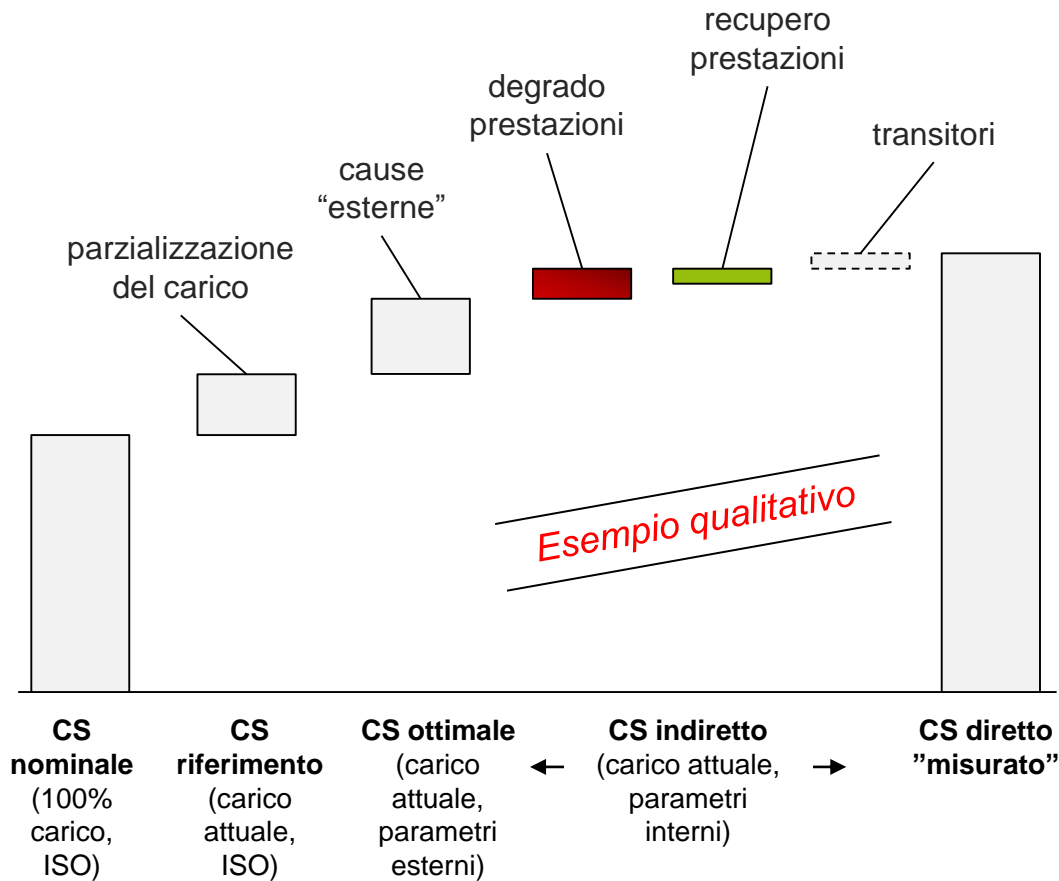 recupero
prestazioni
degrado
prestazioni
transitori
cause
“esterne”
parzializzazione
del carico
Esempio qualitativo
CS
nominale
(100%
carico,
ISO)
CS
riferimento
(carico
attuale,
ISO)
CS ottimale
(carico
attuale,
parametri
esterni)
CS indiretto
(carico attuale,
parametri
interni)
CS diretto
”misurato”